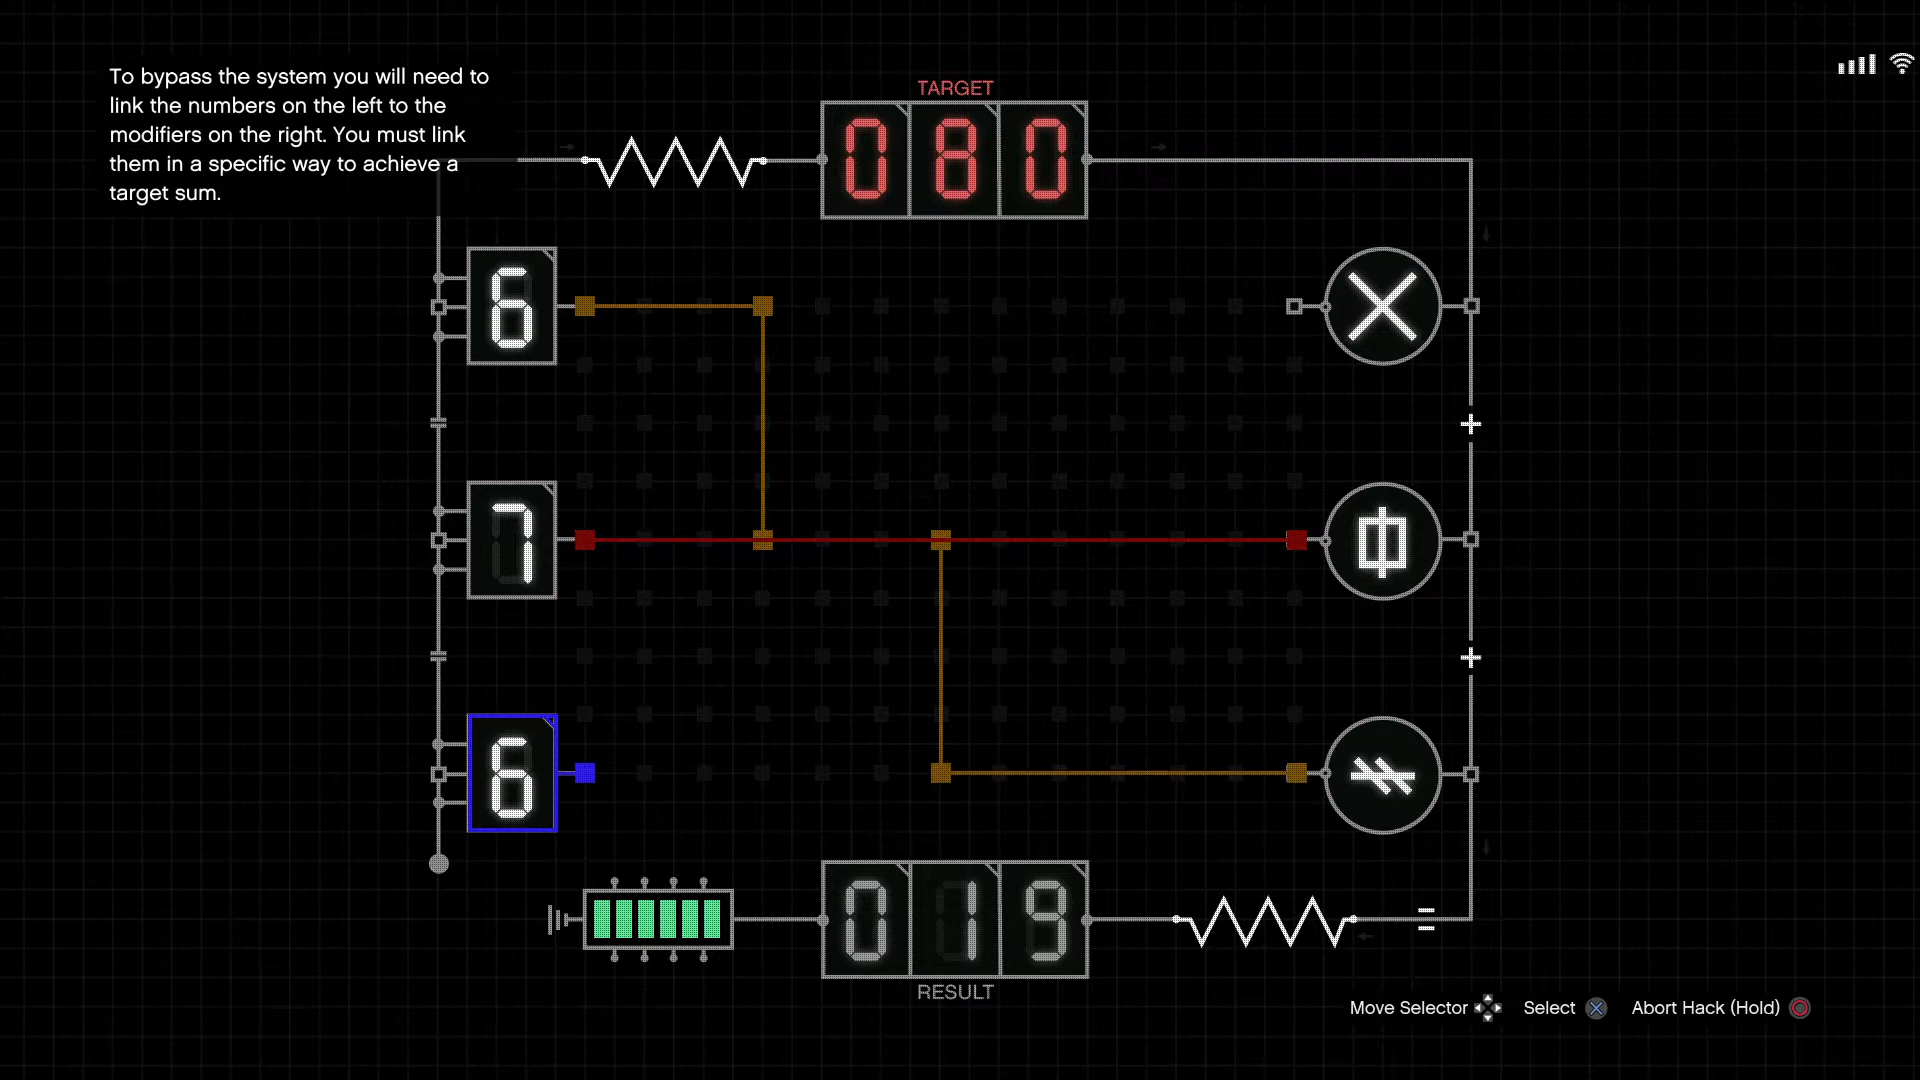 To bypass the system you will need to
link the numbers on the left to the
modifiers on the right. You must link
them in a specific way to achieve a
target sum.
TARGET
080
6
7
+
6
+
019
=
RESULT
Move Selector Select Abort Hack (Hold)